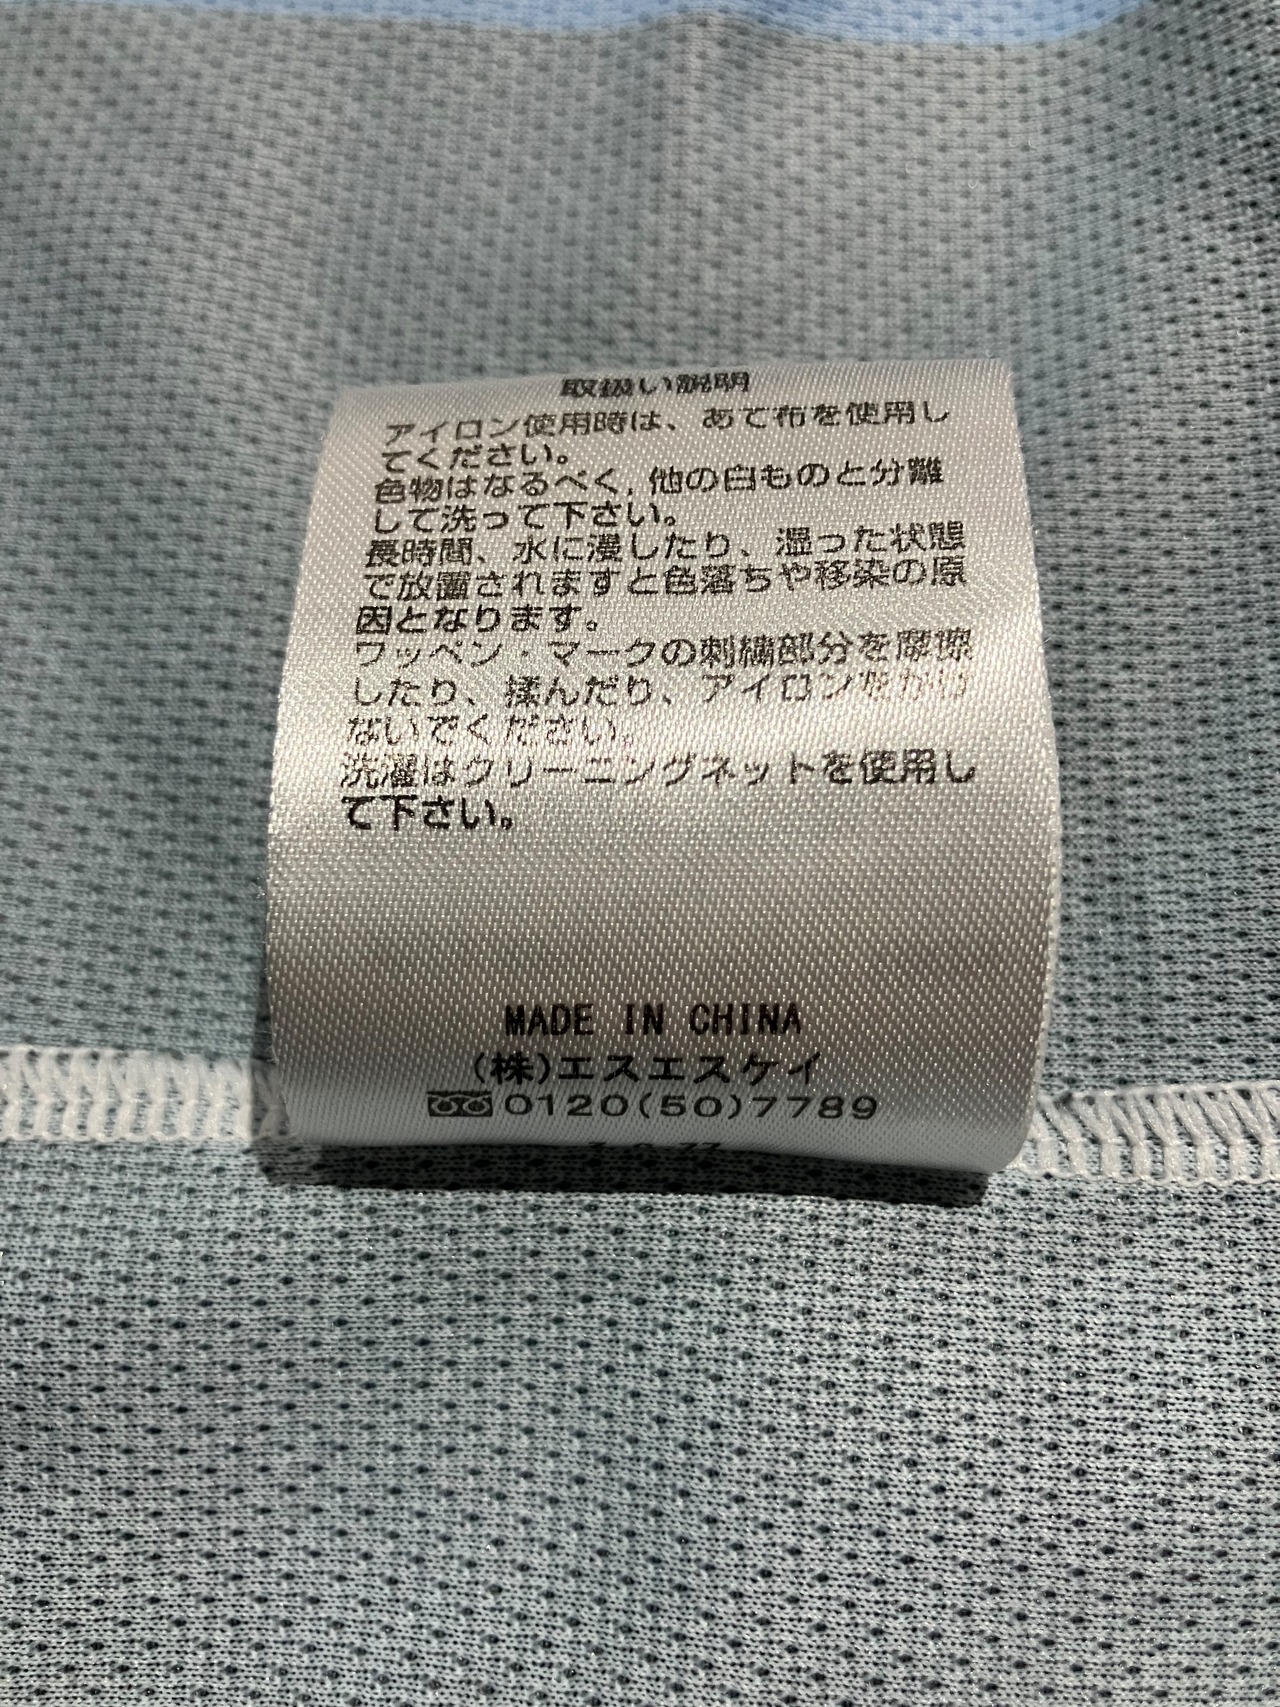 取扱い説明
アイロン使用時は、あて布を使用し
てください。
色物はなるべく,他の白ものと分離
して洗って下さい。
長時間、水に漫したり、湿った状態
で放置されますと色落ちや移染の原
因となります。
ワッペン・マークの刺繍部分を摩擦
したり、揉んだり、アイロンをかけ
ないでください。
洗濯はクリーニングネットを使用し
て下さい。
MADE IN CHINA
(株)エスエスケイ
0120(50)7789